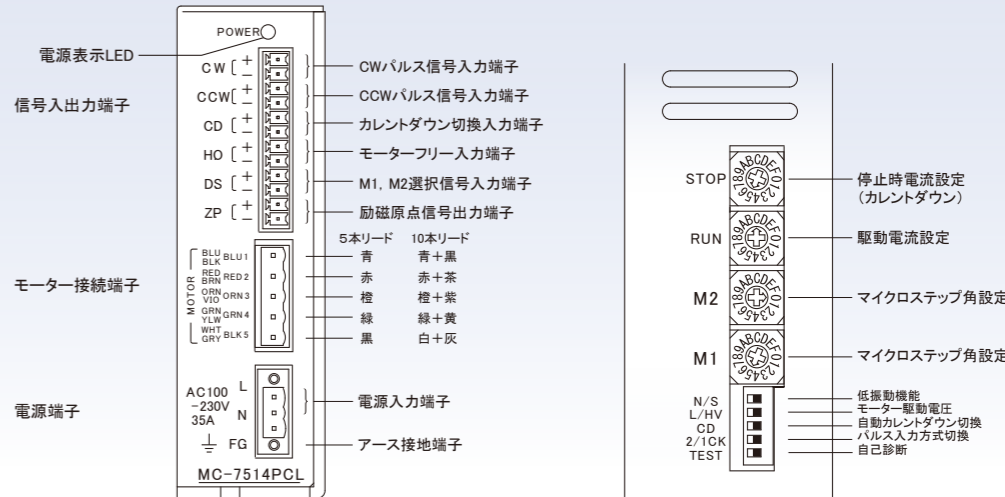 POWER
電源表示LED
信号入出力端子
CW + − CWパルス信号入力端子
CCW + − CCWパルス信号入力端子
CD + − カレントダウン切換入力端子
HO + − モーターフリー入力端子
DS + − M1, M2選択信号入力端子
ZP + − 励磁原点信号出力端子
5本リード 10本リード
モーター接続端子
MOTOR
BLU BLK BLU1 青 青+黒
RED BRN RED2 赤 赤+茶
ORN VIO ORN3 橙 橙+紫
GRN YLW GRN4 緑 緑+黄
WHT GRY BLK5 黒 白+灰
電源端子
AC100
-230V
35A
L
N
電源入力端子
FG アース接地端子
MC-7514PCL
STOP 0123456789ABCDEF 停止時電流設定
(カレントダウン)
RUN 0123456789ABCDEF 駆動電流設定
M2 0123456789ABCDEF マイクロステップ角設定
M1 0123456789ABCDEF マイクロステップ角設定
N/S 低振動機能
L/HV モーター駆動電圧
CD 自動カレントダウン切換
2/1CK パルス入力方式切換
TEST 自己診断